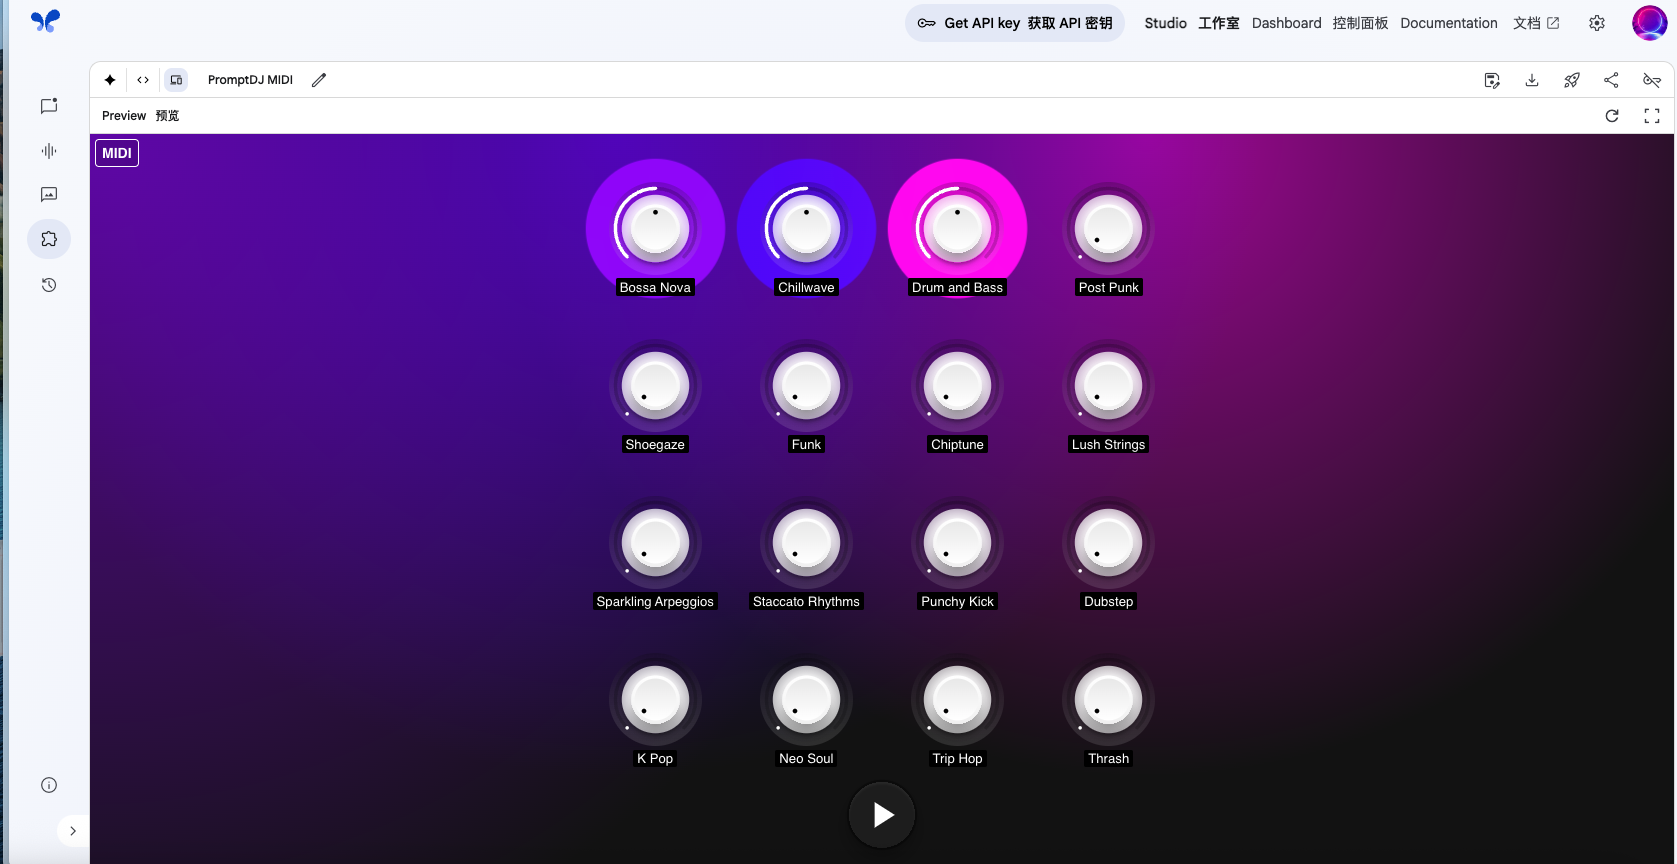 Get API key 获取 API 密钥 Studio 工作室 Dashboard 控制面板 Documentation 文档
PromptDJ MIDI
Preview 预览
MIDI
Bossa Nova Chillwave Drum and Bass Post Punk
Shoegaze Funk Chiptune Lush Strings
Sparkling Arpeggios Staccato Rhythms Punchy Kick Dubstep
K Pop Neo Soul Trip Hop Thrash